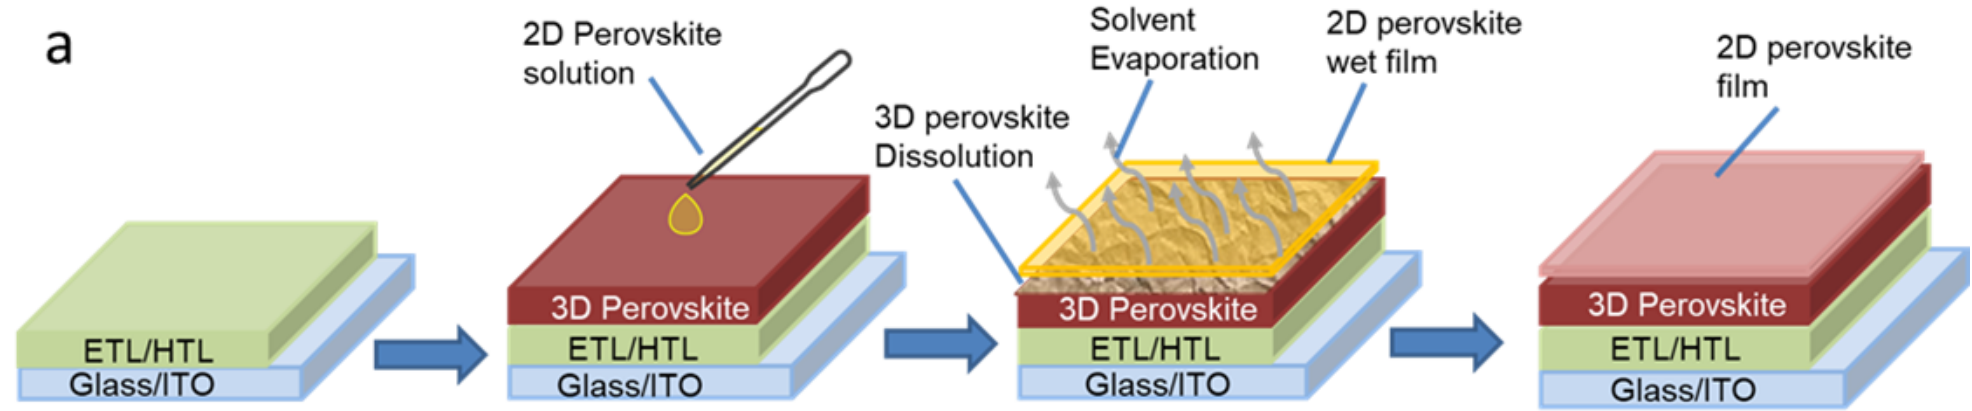 a
ETL/HTL
Glass/ITO
2D Perovskite
solution
3D Perovskite
ETL/HTL
Glass/ITO
3D perovskite
Dissolution
Solvent
Evaporation
2D perovskite
wet film
3D Perovskite
ETL/HTL
Glass/ITO
2D perovskite
film
3D Perovskite
ETL/HTL
Glass/ITO